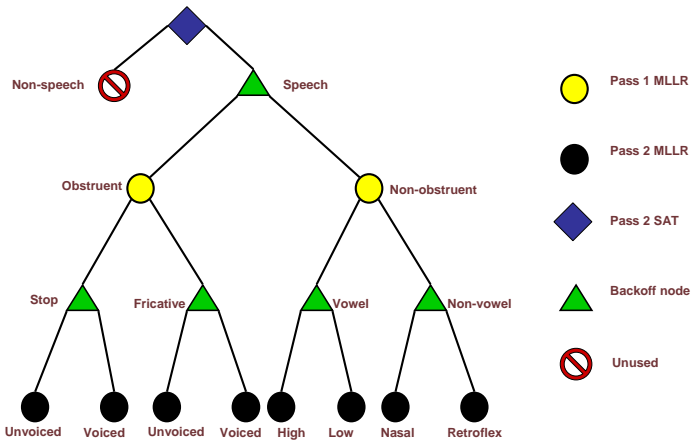 Non-speech
Speech
Obstruent
Non-obstruent
Stop
Fricative
Vowel
Non-vowel
Unvoiced
Voiced
Unvoiced
Voiced
High
Low
Nasal
Retroflex
Pass 1 MLLR
Pass 2 MLLR
Pass 2 SAT
Backoff node
Unused